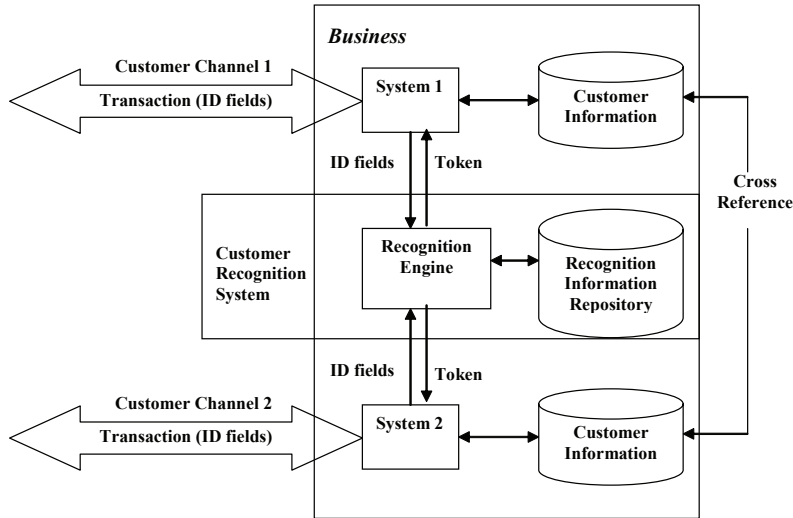 Business
Customer Channel 1
Transaction (ID fields)
System 1
Customer
Information
ID fields
Token
Cross
Reference
Customer
Recognition
System
Recognition
Engine
Recognition
Information
Repository
ID fields
Token
Customer Channel 2
Transaction (ID fields)
System 2
Customer
Information